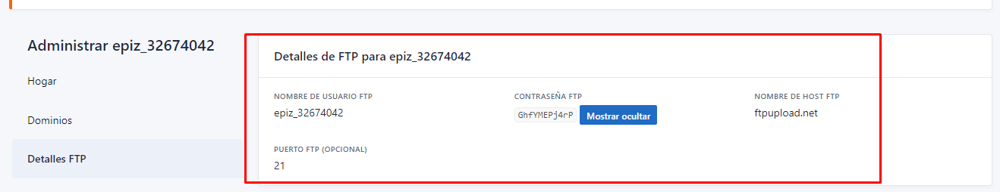 Administrar epiz_32674042
Hogar
Dominios
Detalles FTP
Detalles de FTP para epiz_32674042
NOMBRE DE USUARIO FTP
epiz_32674042
CONTRASEÑA FTP
GhfYMEPj4rP Mostrar ocultar
NOMBRE DE HOST FTP
ftpupload.net
PUERTO FTP (OPCIONAL)
21